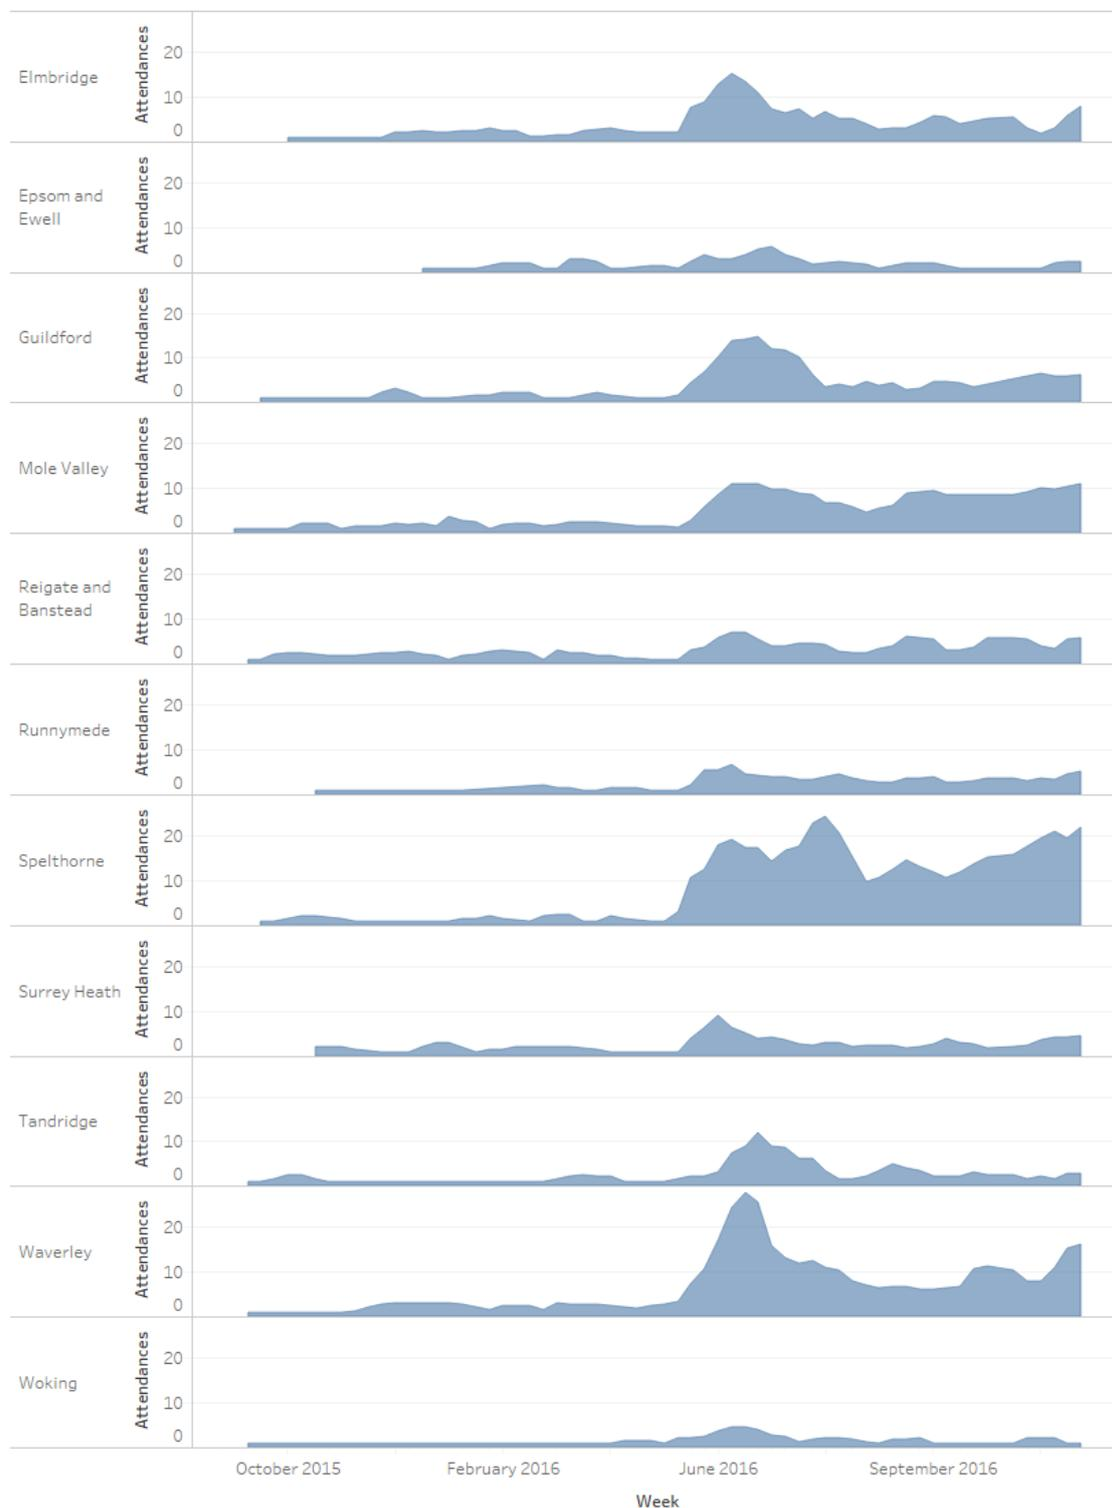 Elmbridge
Attendances
20
10
0
Epsom and
Ewell
Attendances
20
10
0
Guildford
Attendances
20
10
0
Mole Valley
Attendances
20
10
0
Reigate and
Banstead
Attendances
20
10
0
Runnymede
Attendances
20
10
0
Spelthorne
Attendances
20
10
0
Surrey Heath
Attendances
20
10
0
Tandridge
Attendances
20
10
0
Waverley
Attendances
20
10
0
Woking
Attendances
20
10
0
October 2015 February 2016 June 2016 September 2016
Week